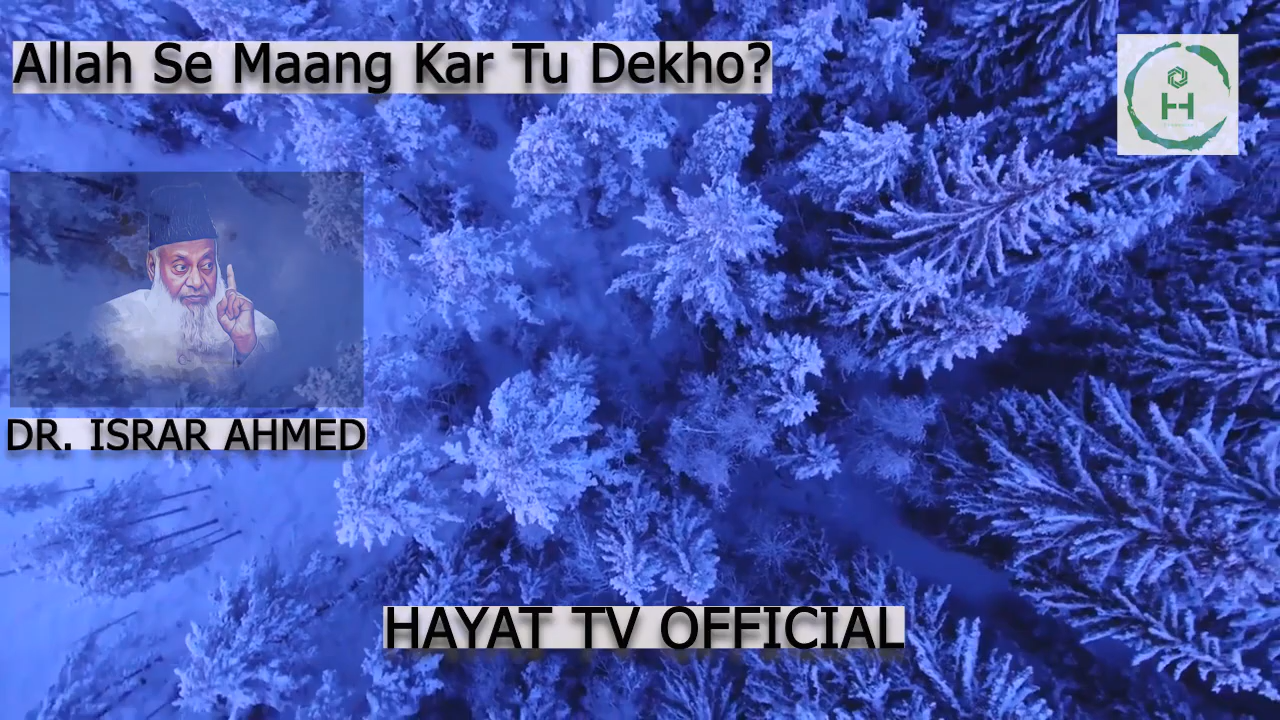 Allah Se Maang Kar Tu Dekho?
H
DR. ISRAR AHMED
HAYAT TV OFFICIAL